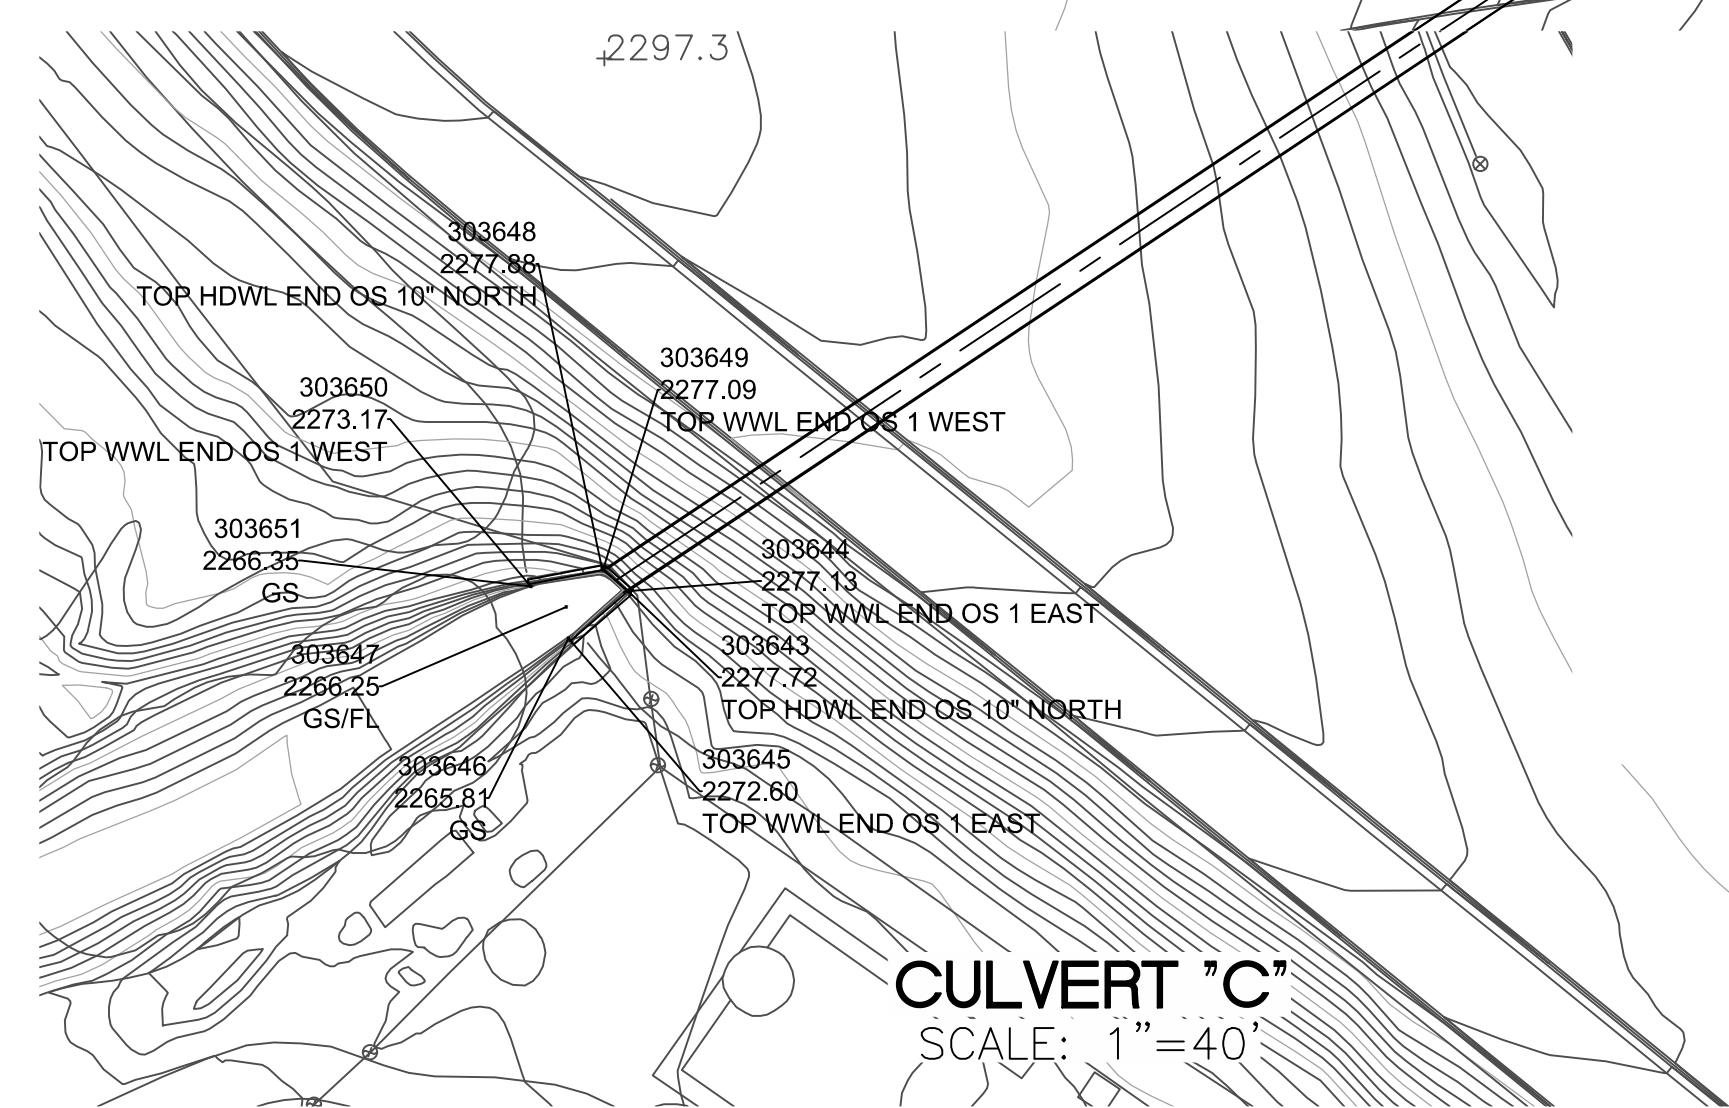 2297.3
303648
2277.88
TOP HDWL END OS 10" NORTH
303649
2277.09
TOP WWL END OS 1 WEST
303650
2273.17
TOP WWL END OS 1 WEST
303651
2266.35
GS
303644
2277.13
TOP WWL END OS 1 EAST
303643
2277.72
TOP HDWL END OS 10" NORTH
303647
2266.25
GS/FL
303646
2265.81
GS
303645
2272.60
TOP WWL END OS 1 EAST
CULVERT "C"
SCALE: 1"=40'